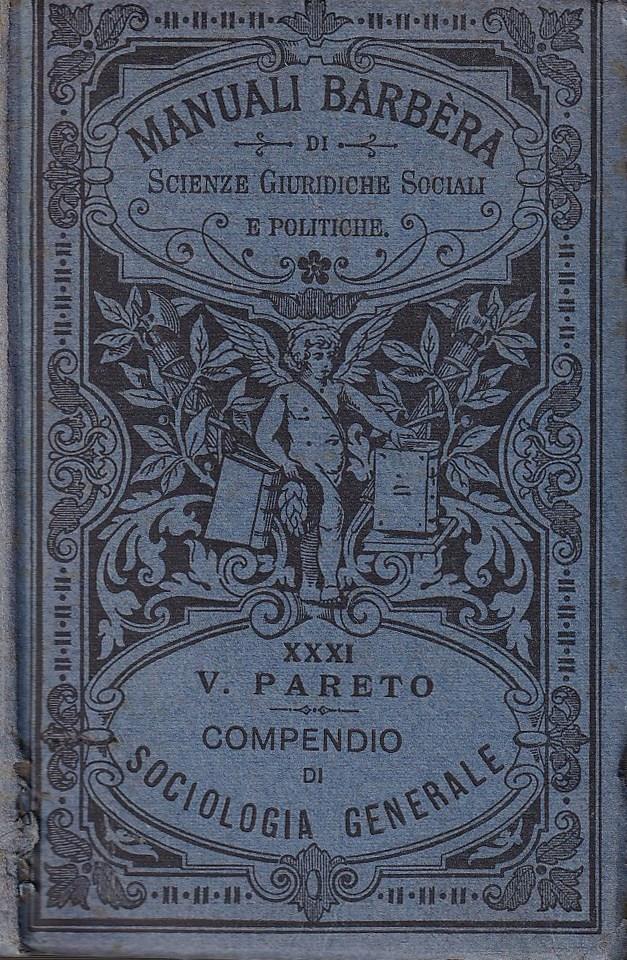 MANUALI BARBÈRA
DI
SCIENZE GIURIDICHE SOCIALI
E POLITICHE.
XXXI
V. PARETO
COMPENDIO
DI
SOCIOLOGIA GENERALE